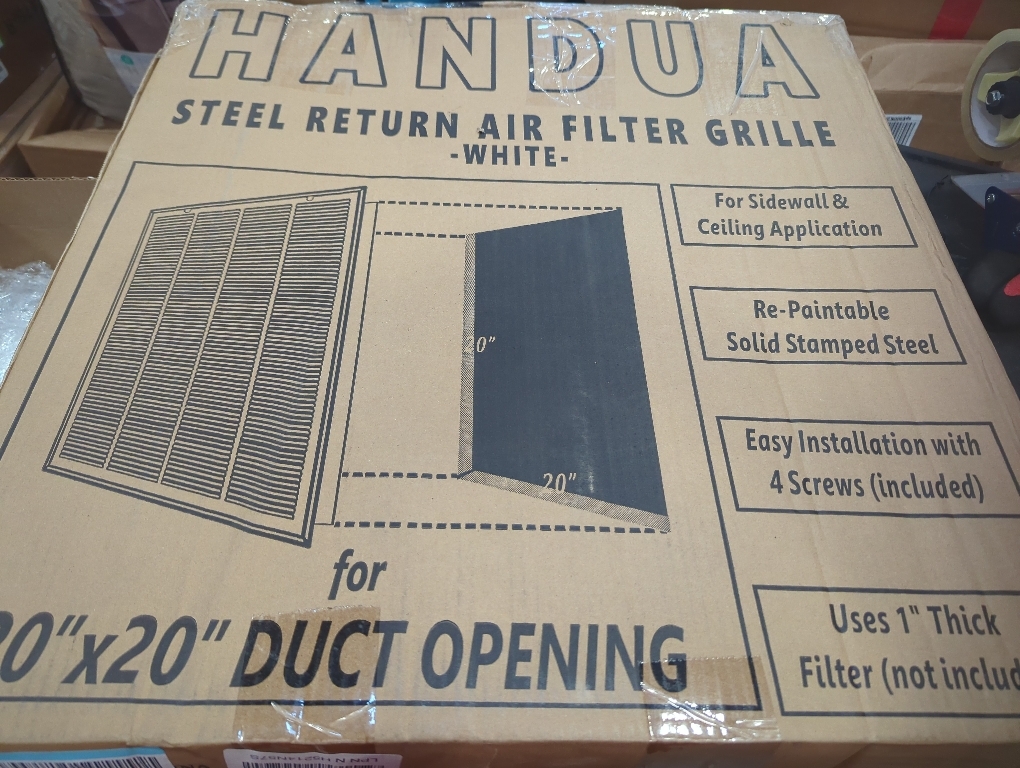 HANDUA
STEEL RETURN AIR FILTER GRILLE
-WHITE-
For Sidewall &
Ceiling Application
Re-Paintable
Solid Stamped Steel
20"
20"
Easy Installation with
4 Screws (included)
for
20"x20" DUCT OPENING
Uses 1" Thick
Filter (not includ